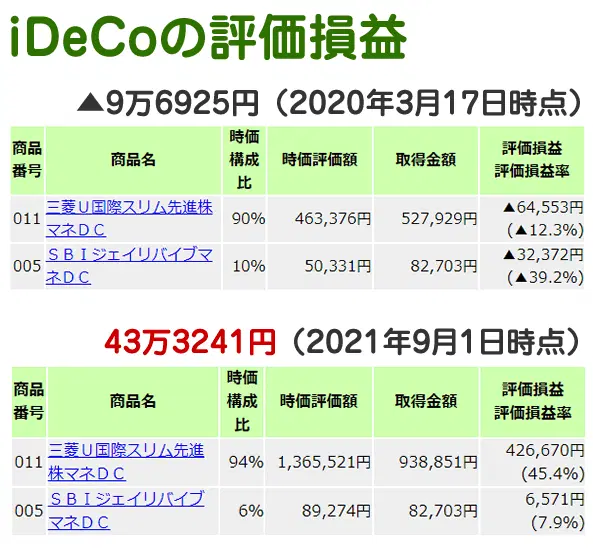 iDeCoの評価損益
▲9万6925円（2020年3月17日時点）
商品番号 商品名 時価構成比 時価評価額 取得金額 評価損益 評価損益率
011 三菱Ｕ国際スリム先進株マネＤＣ 90% 463,376円 527,929円 ▲64,553円 (▲12.3%)
005 ＳＢＩジェイリバイブマネＤＣ 10% 50,331円 82,703円 ▲32,372円 (▲39.2%)
43万3241円（2021年9月1日時点）
商品番号 商品名 時価構成比 時価評価額 取得金額 評価損益 評価損益率
011 三菱Ｕ国際スリム先進株マネＤＣ 94% 1,365,521円 938,851円 426,670円 (45.4%)
005 ＳＢＩジェイリバイブマネＤＣ 6% 89,274円 82,703円 6,571円 (7.9%)